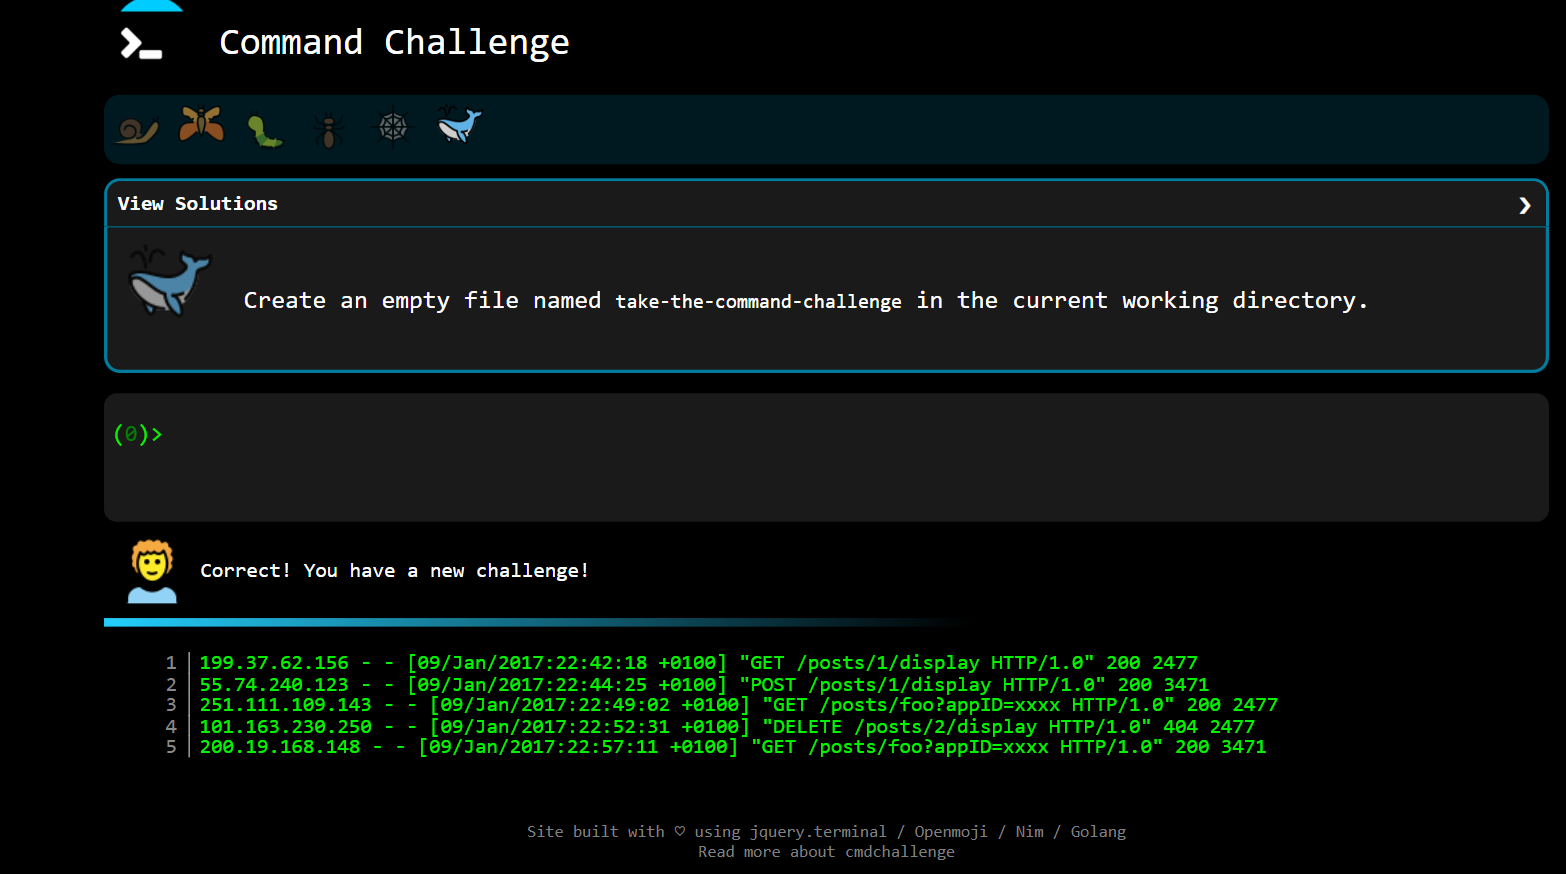 Command Challenge
View Solutions
Create an empty file named take-the-command-challenge in the current working directory.
(0)>
Correct! You have a new challenge!
1 199.37.62.156 - - [09/Jan/2017:22:42:18 +0100] "GET /posts/1/display HTTP/1.0" 200 2477
2 55.74.240.123 - - [09/Jan/2017:22:44:25 +0100] "POST /posts/1/display HTTP/1.0" 200 3471
3 251.111.109.143 - - [09/Jan/2017:22:49:02 +0100] "GET /posts/foo?appID=xxxx HTTP/1.0" 200 2477
4 101.163.230.250 - - [09/Jan/2017:22:52:31 +0100] "DELETE /posts/2/display HTTP/1.0" 404 2477
5 200.19.168.148 - - [09/Jan/2017:22:57:11 +0100] "GET /posts/foo?appID=xxxx HTTP/1.0" 200 3471
Site built with ♡ using jquery.terminal / Openmoji / Nim / Golang
Read more about cmdchallenge